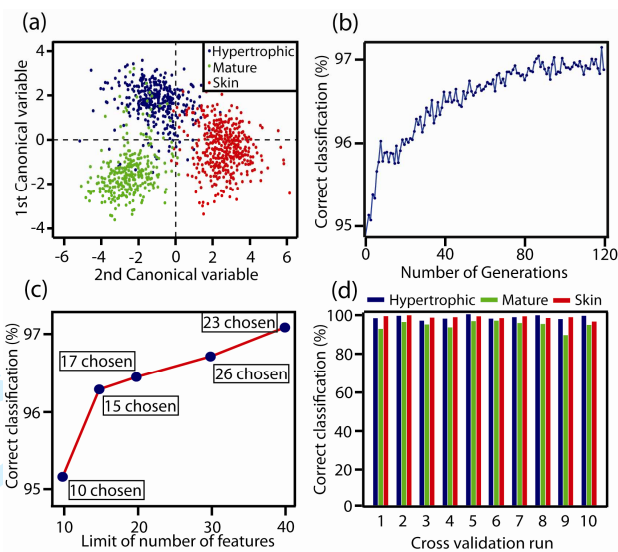 (a)
1st Canonical variable
4
2
0
-2
-4
Hypertrophic
Mature
Skin
-6 -4 -2 0 2 4 6
2nd Canonical variable
(b)
Correct classification (%)
97
96
95
0 40 80 120
Number of Generations
(c)
Correct classification (%)
97
96
95
23 chosen
17 chosen
26 chosen
15 chosen
10 chosen
10 20 30 40
Limit of number of features
(d)
Hypertrophic Mature Skin
Correct classification (%)
100
80
60
40
20
0
1 2 3 4 5 6 7 8 9 10
Cross validation run